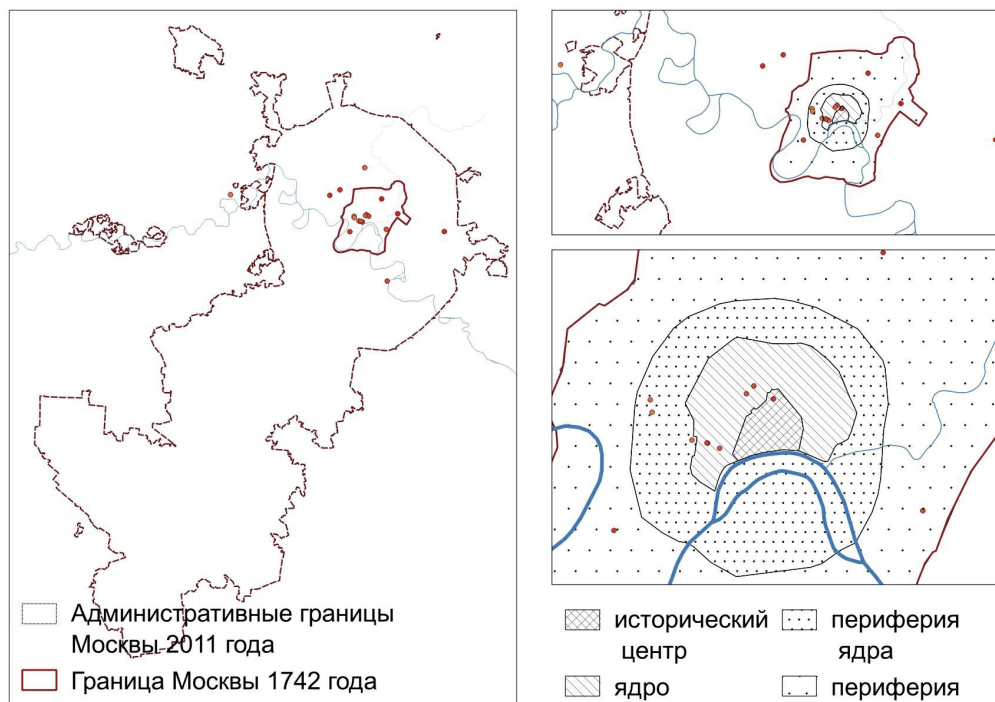 Административные границы
Москвы 2011 года
Граница Москвы 1742 года
исторический
центр
ядро
периферия
ядра
периферия